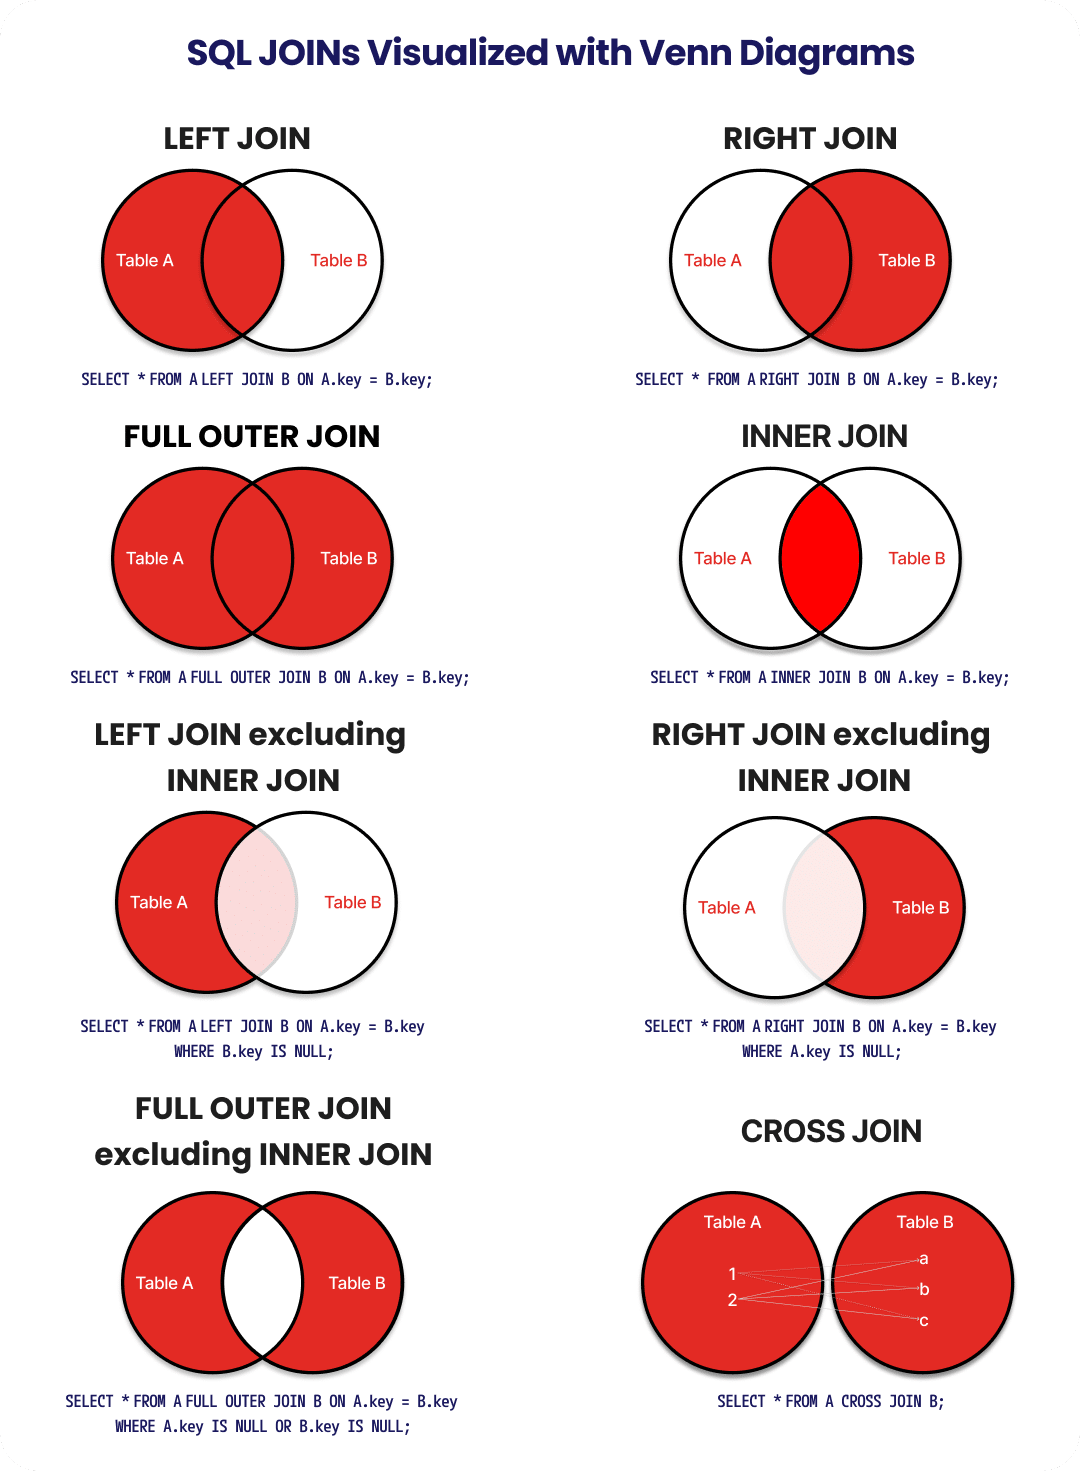 SQL JOINs Visualized with Venn Diagrams
LEFT JOIN
Table A
Table B
SELECT * FROM A LEFT JOIN B ON A.key = B.key;
RIGHT JOIN
Table A
Table B
SELECT * FROM A RIGHT JOIN B ON A.key = B.key;
FULL OUTER JOIN
Table A
Table B
SELECT * FROM A FULL OUTER JOIN B ON A.key = B.key;
INNER JOIN
Table A
Table B
SELECT * FROM A INNER JOIN B ON A.key = B.key;
LEFT JOIN excluding
INNER JOIN
Table A
Table B
SELECT * FROM A LEFT JOIN B ON A.key = B.key
WHERE B.key IS NULL;
RIGHT JOIN excluding
INNER JOIN
Table A
Table B
SELECT * FROM A RIGHT JOIN B ON A.key = B.key
WHERE A.key IS NULL;
FULL OUTER JOIN
excluding INNER JOIN
Table A
Table B
SELECT * FROM A FULL OUTER JOIN B ON A.key = B.key
WHERE A.key IS NULL OR B.key IS NULL;
CROSS JOIN
Table A
1
2
Table B
a
b
c
SELECT * FROM A CROSS JOIN B;